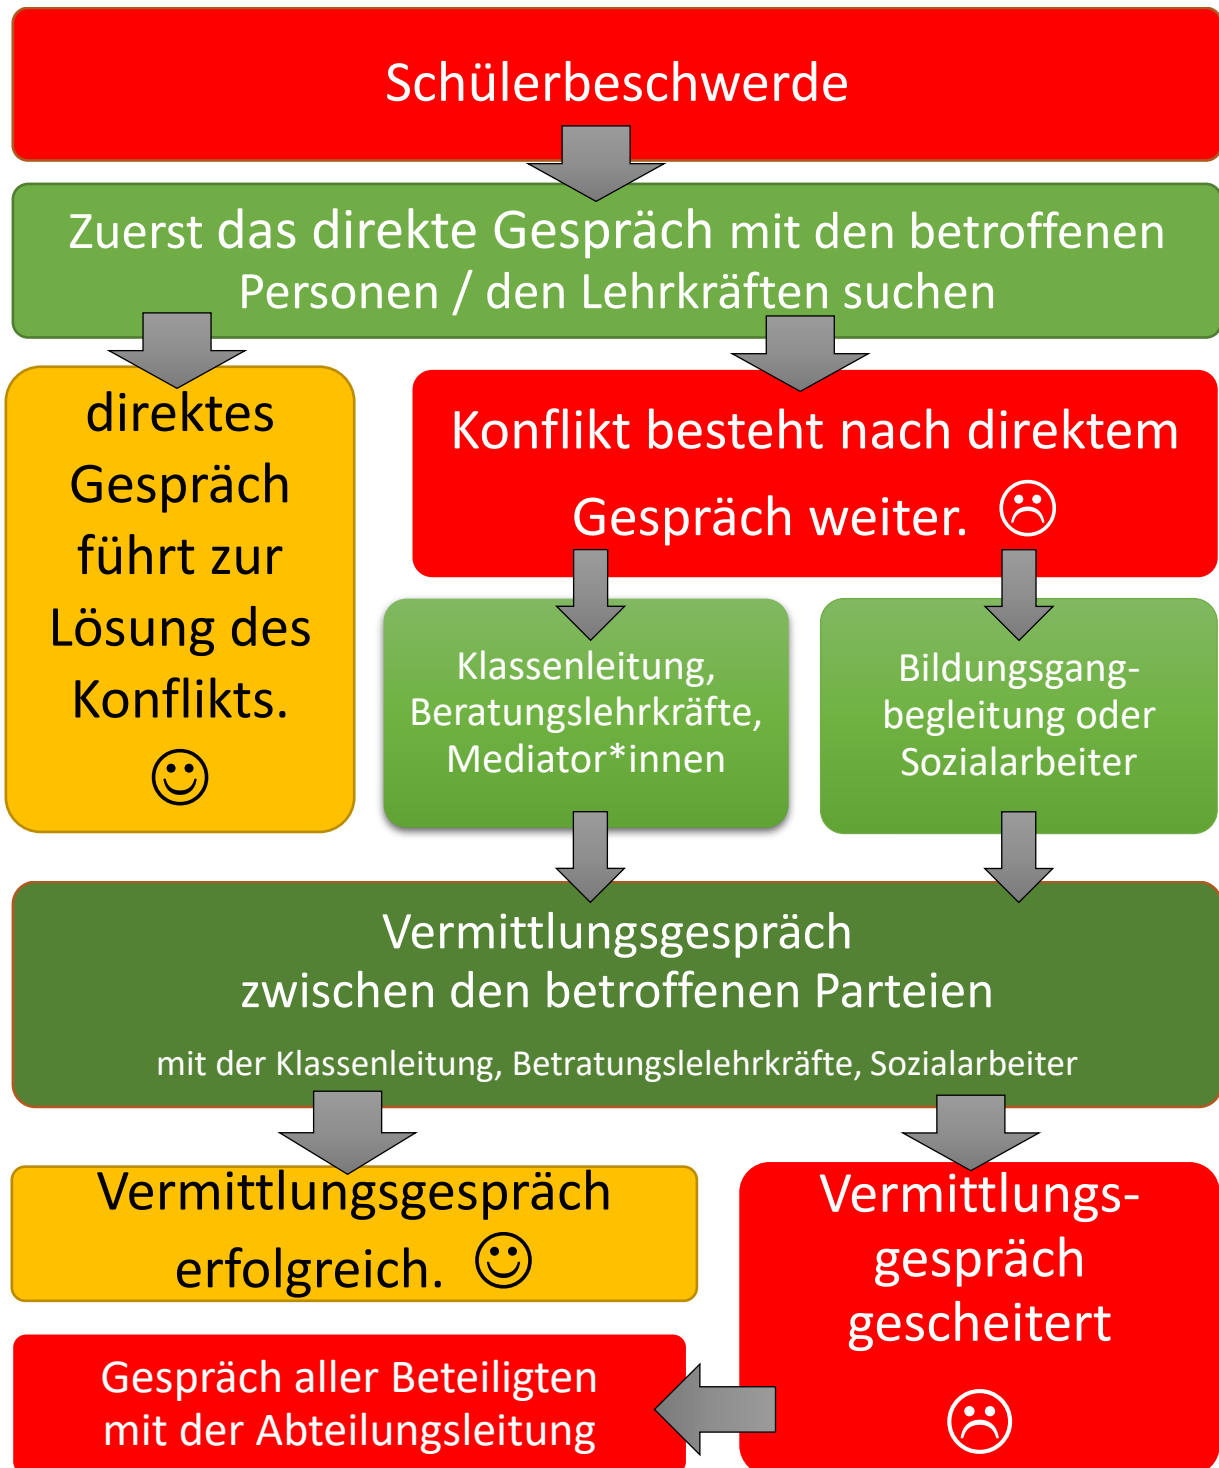 Schülerbeschwerde
Zuerst das direkte Gespräch mit den betroffenen
Personen / den Lehrkräften suchen
direktes
Gespräch
führt zur
Lösung des
Konflikts.
Konflikt besteht nach direktem
Gespräch weiter.
Klassenleitung,
Beratungslehrkräfte,
Mediator*innen
Bildungsgang-
begleitung oder
Sozialarbeiter
Vermittlungsgespräch
zwischen den betroffenen Parteien
mit der Klassenleitung, Betratungslelehrkräfte, Sozialarbeiter
Vermittlungsgespräch
erfolgreich.
Vermittlungs-
gespräch
gescheitert
Gespräch aller Beteiligten
mit der Abteilungsleitung